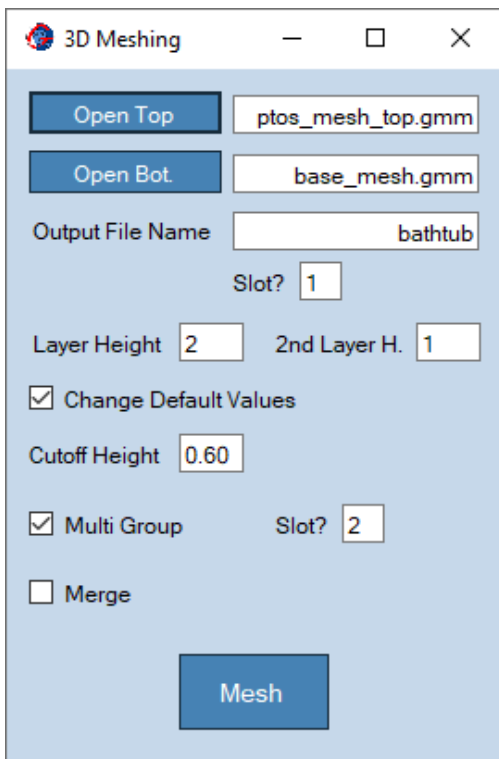 3D Meshing
Open Top ptos_mesh_top.gmm
Open Bot. base_mesh.gmm
Output File Name bathtub
Slot? 1
Layer Height 2 2nd Layer H. 1
Change Default Values
Cutoff Height 0.60
Multi Group Slot? 2
Merge
Mesh